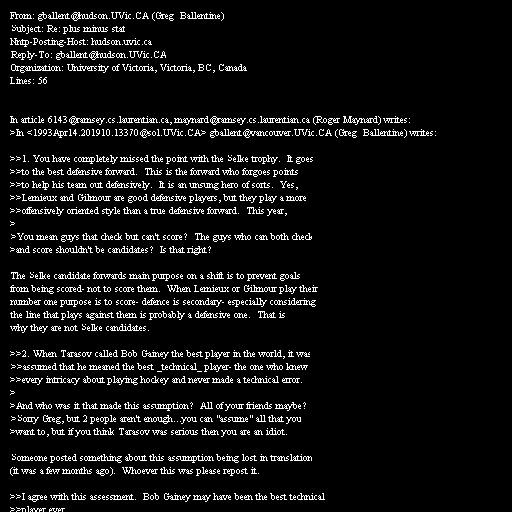 From: gballent@hudson.UVic.CA (Greg  Ballentine)
Subject: Re: plus minus stat
Nntp-Posting-Host: hudson.uvic.ca
Reply-To: gballent@hudson.UVic.CA
Organization: University of Victoria, Victoria, BC, Canada
Lines: 56

In article 6143@ramsey.cs.laurentian.ca, maynard@ramsey.cs.laurentian.ca (Roger Maynard) writes:
>In <1993Apr14.201910.13370@sol.UVic.CA> gballent@vancouver.UVic.CA (Greg  Ballentine) writes:

>>1. You have completely missed the point with the Selke trophy.  It goes
>>to the best defensive forward.  This is the forward who forgoes points
>>to help his team out defensively.  It is an unsung hero of sorts.  Yes,
>>Lemieux and Gilmour are good defensive players, but they play a more
>>offensively oriented style than a true defensive forward.  This year,
>
>You mean guys that check but can't score?  The guys who can both check
>and score shouldn't be candidates?  Is that right?

The Selke candidate forwards main purpose on a shift is to prevent goals
from being scored- not to score them.  When Lemieux or Gilmour play their
number one purpose is to score- defence is secondary- especially considering
the line that plays against them is probably a defensive one.  That is
why they are not Selke candidates.

>>2. When Tarasov called Bob Gainey the best player in the world, it was
>>assumed that he meant the best _technical_ player- the one who knew
>>every intricacy about playing hockey and never made a technical error.
>
>And who was it that made this assumption?  All of your friends maybe?
>Sorry Greg, but 2 people aren't enough...you can "assume" all that you
>want to, but if you think Tarasov was serious then you are an idiot.

Someone posted something about this assumption being lost in translation
(it was a few months ago).  Whoever this was please repost it.

>>I agree with this assessment.  Bob Gainey may have been the best technical
>>player ever